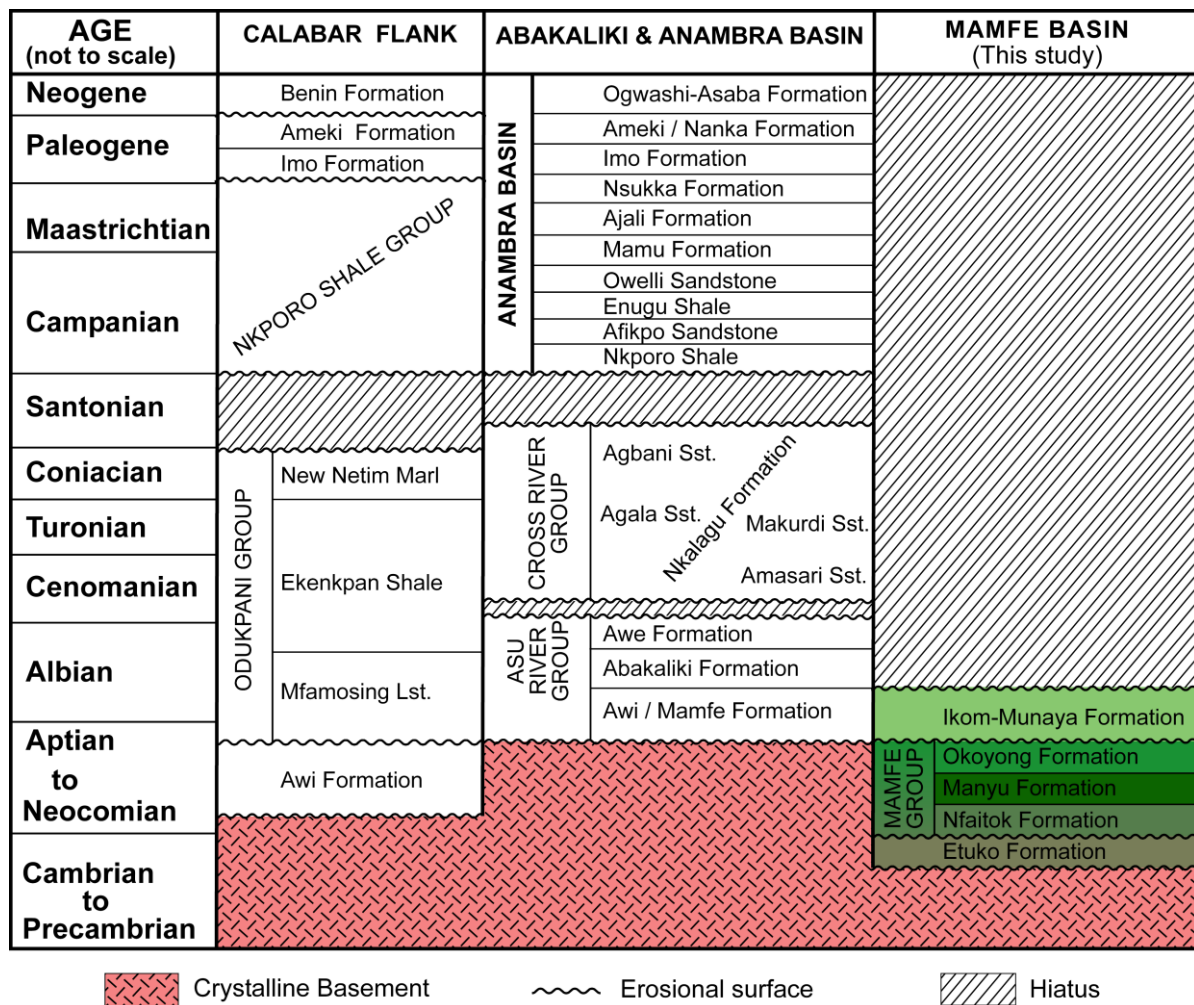 AGE
(not to scale)
CALABAR FLANK
ABAKALIKI & ANAMBRA BASIN
MAMFE BASIN
(This study)
Neogene
Paleogene
Maastrichtian
Campanian
Santonian
Coniacian
Turonian
Cenomanian
Albian
Aptian
to
Neocomian
Cambrian
to
Precambrian
Benin Formation
Ameki Formation
Imo Formation
NKPORO SHALE GROUP
ODUKPANI GROUP
New Netim Marl
Ekenkpan Shale
Mfamosing Lst.
Awi Formation
ANAMBRA BASIN
Ogwashi-Asaba Formation
Ameki / Nanka Formation
Imo Formation
Nsukka Formation
Ajali Formation
Mamu Formation
Owelli Sandstone
Enugu Shale
Afikpo Sandstone
Nkporo Shale
CROSS RIVER
GROUP
Agbani Sst.
Agala Sst.
Nkalagu Formation
Makurdi Sst.
Amasari Sst.
ASU
RIVER
GROUP
Awe Formation
Abakaliki Formation
Awi / Mamfe Formation
Ikom-Munaya Formation
MAMFE
GROUP
Okoyong Formation
Manyu Formation
Nfaitok Formation
Etuko Formation
Crystalline Basement
Erosional surface
Hiatus